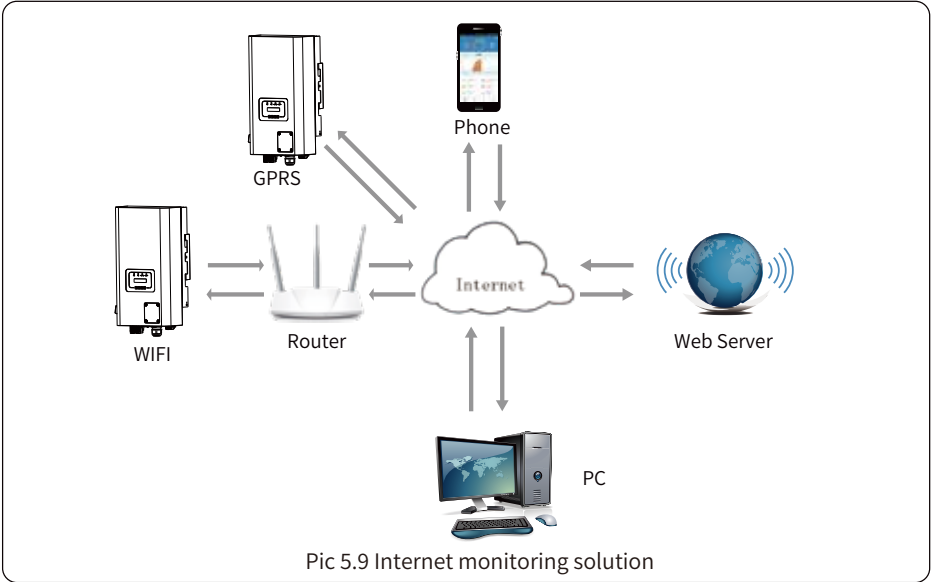 Phone
GPRS
Internet
WIFI
Router
Web Server
PC
Pic 5.9 Internet monitoring solution